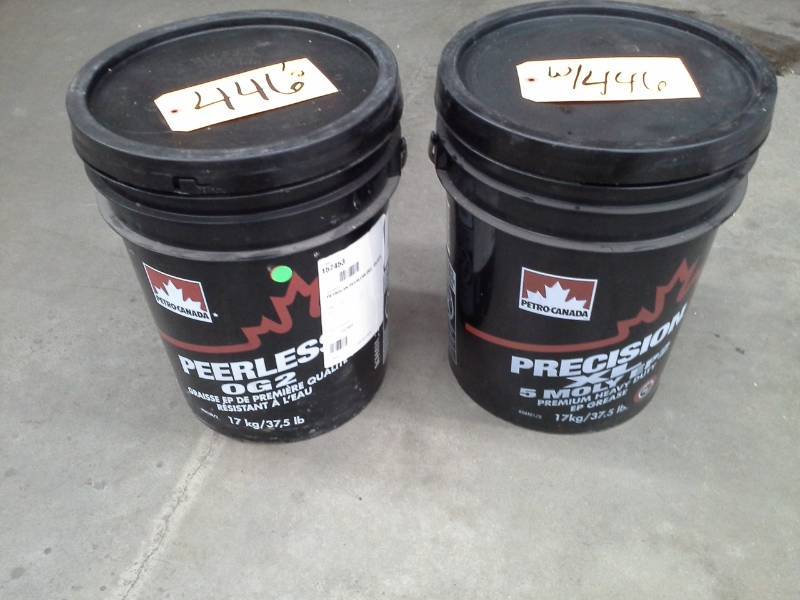 446
W/446
152453
PETRO-CANADA
PEERLESS
OG2
GRAISSE EP DE PREMIÈRE QUALITÉ
RÉSISTANT À L'EAU
17 kg/37,5 lb
PETRO-CANADA
PRECISION
XL
5 MOLY
PREMIUM HEAVY DUTY
EP GREASE
17kg/37.5 lb